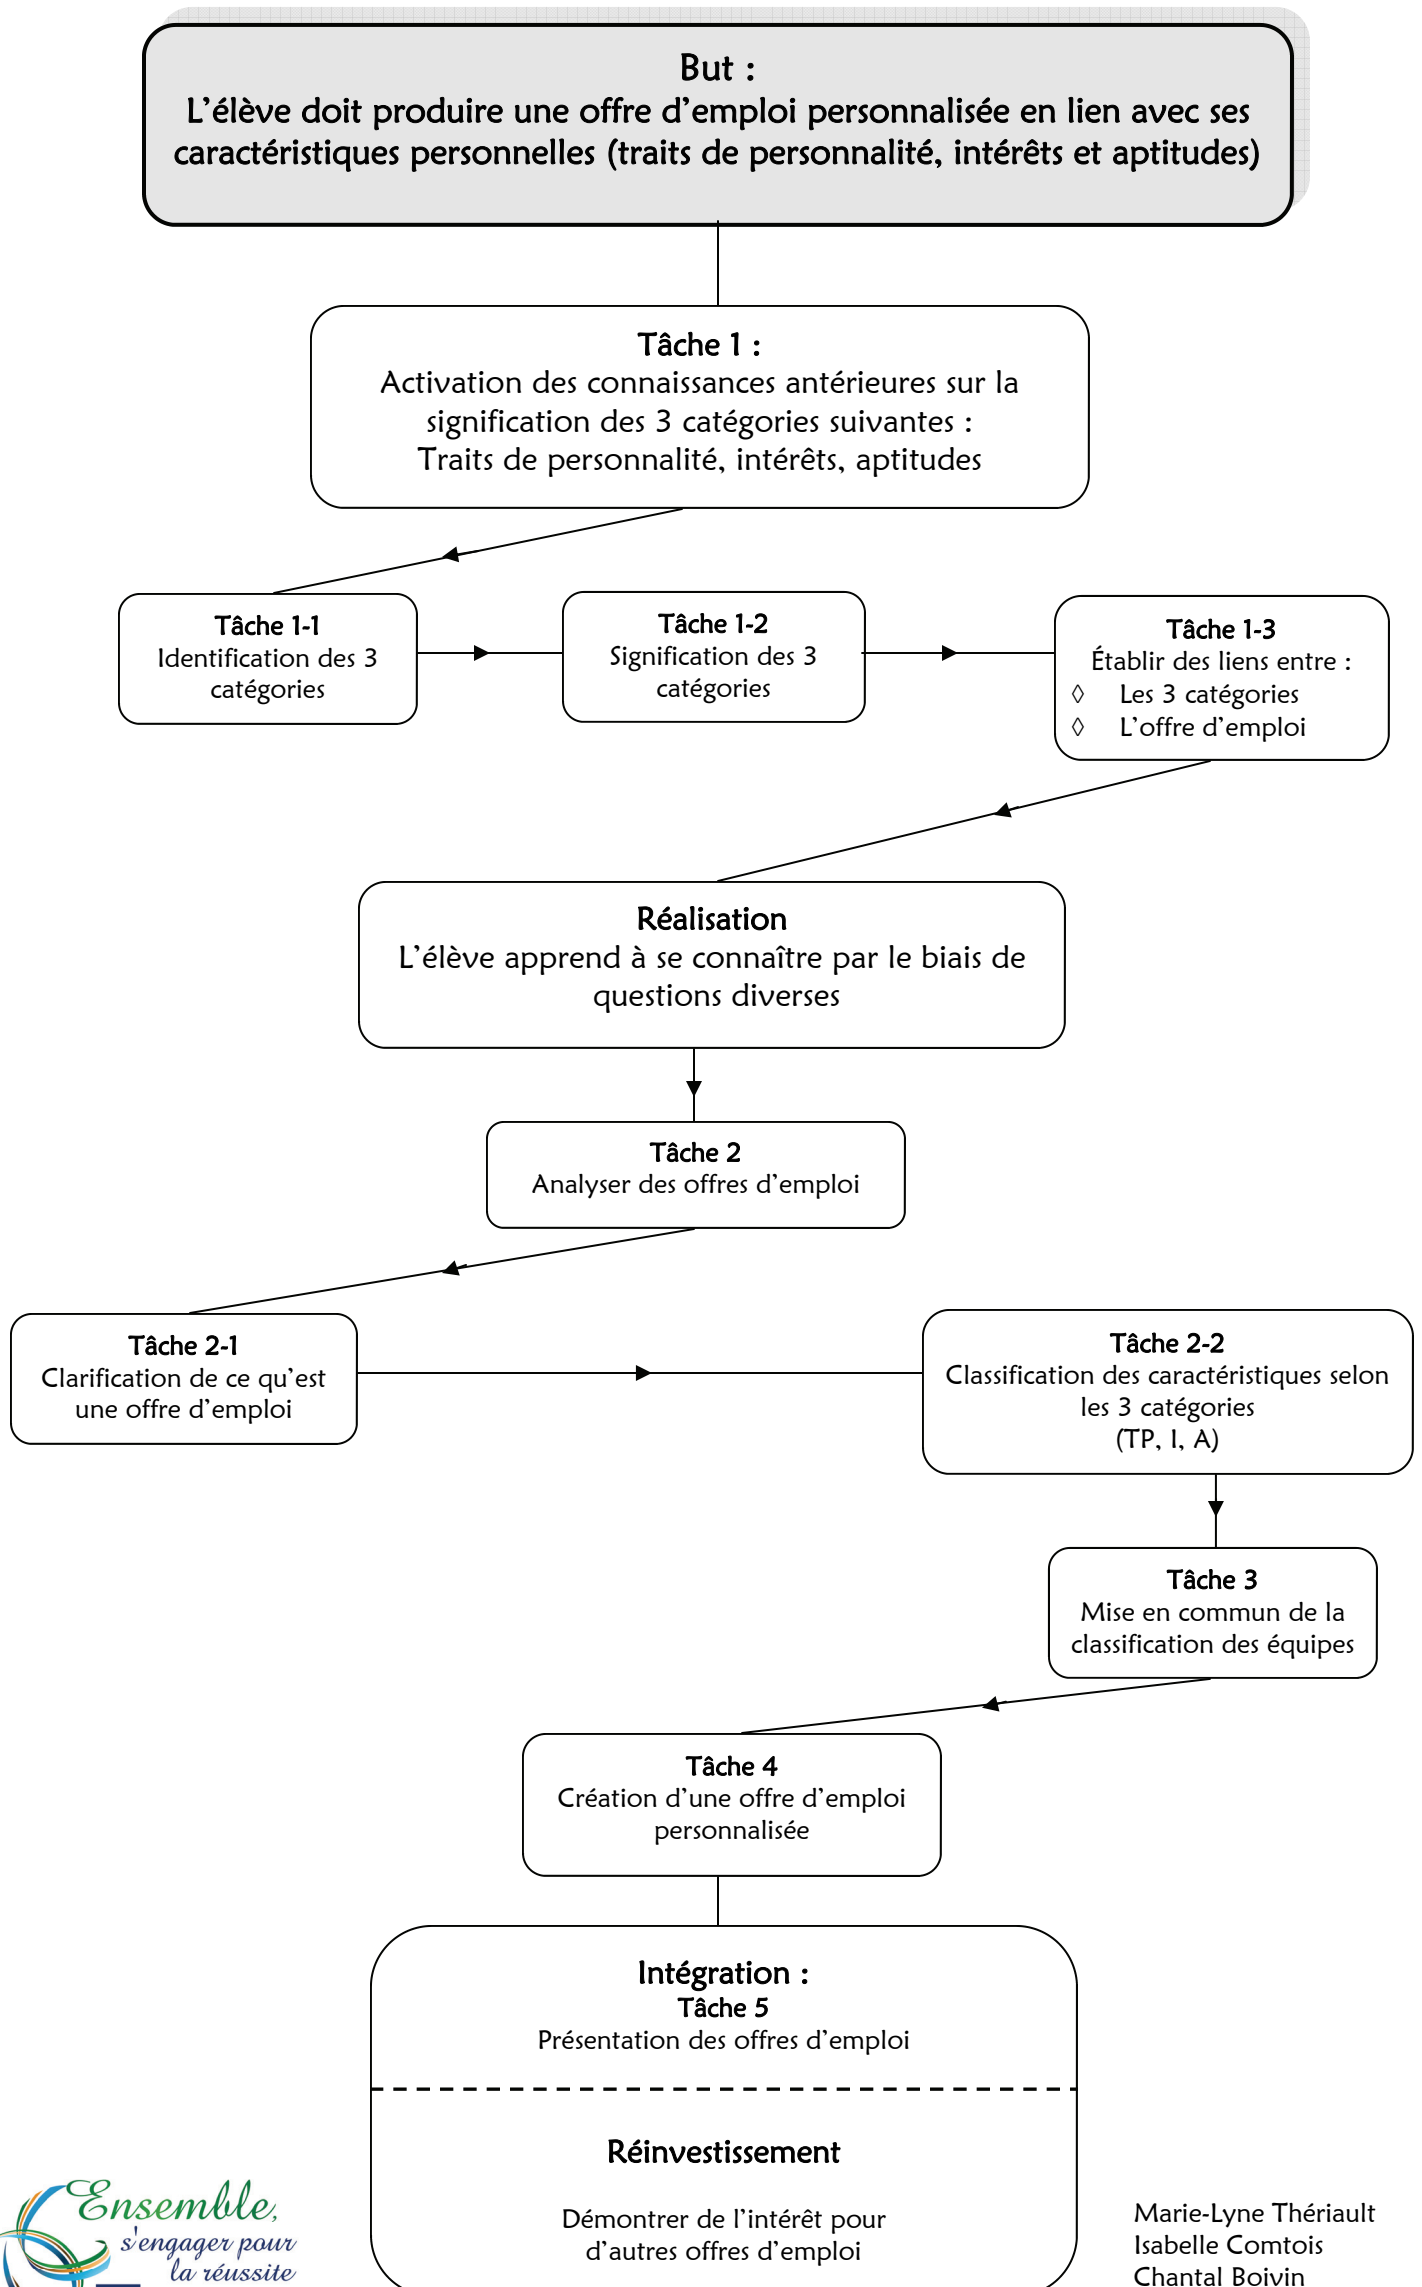 But :
L’élève doit produire une offre d’emploi personnalisée en lien avec ses
caractéristiques personnelles (traits de personnalité, intérêts et aptitudes)
Tâche 1 :
Activation des connaissances antérieures sur la
signification des 3 catégories suivantes :
Traits de personnalité, intérêts, aptitudes
Tâche 1-1
Identification des 3
catégories
Tâche 1-2
Signification des 3
catégories
Tâche 1-3
Établir des liens entre :
◊ Les 3 catégories
◊ L’offre d’emploi
Réalisation
L’élève apprend à se connaître par le biais de
questions diverses
Tâche 2
Analyser des offres d’emploi
Tâche 2-1
Clarification de ce qu’est
une offre d’emploi
Tâche 2-2
Classification des caractéristiques selon
les 3 catégories
(TP, I, A)
Tâche 3
Mise en commun de la
classification des équipes
Tâche 4
Création d’une offre d’emploi
personnalisée
Intégration :
Tâche 5
Présentation des offres d’emploi
Réinvestissement
Démontrer de l’intérêt pour
d’autres offres d’emploi
Ensemble,
s'engager pour
la réussite
Marie-Lyne Thériault
Isabelle Comtois
Chantal Boivin